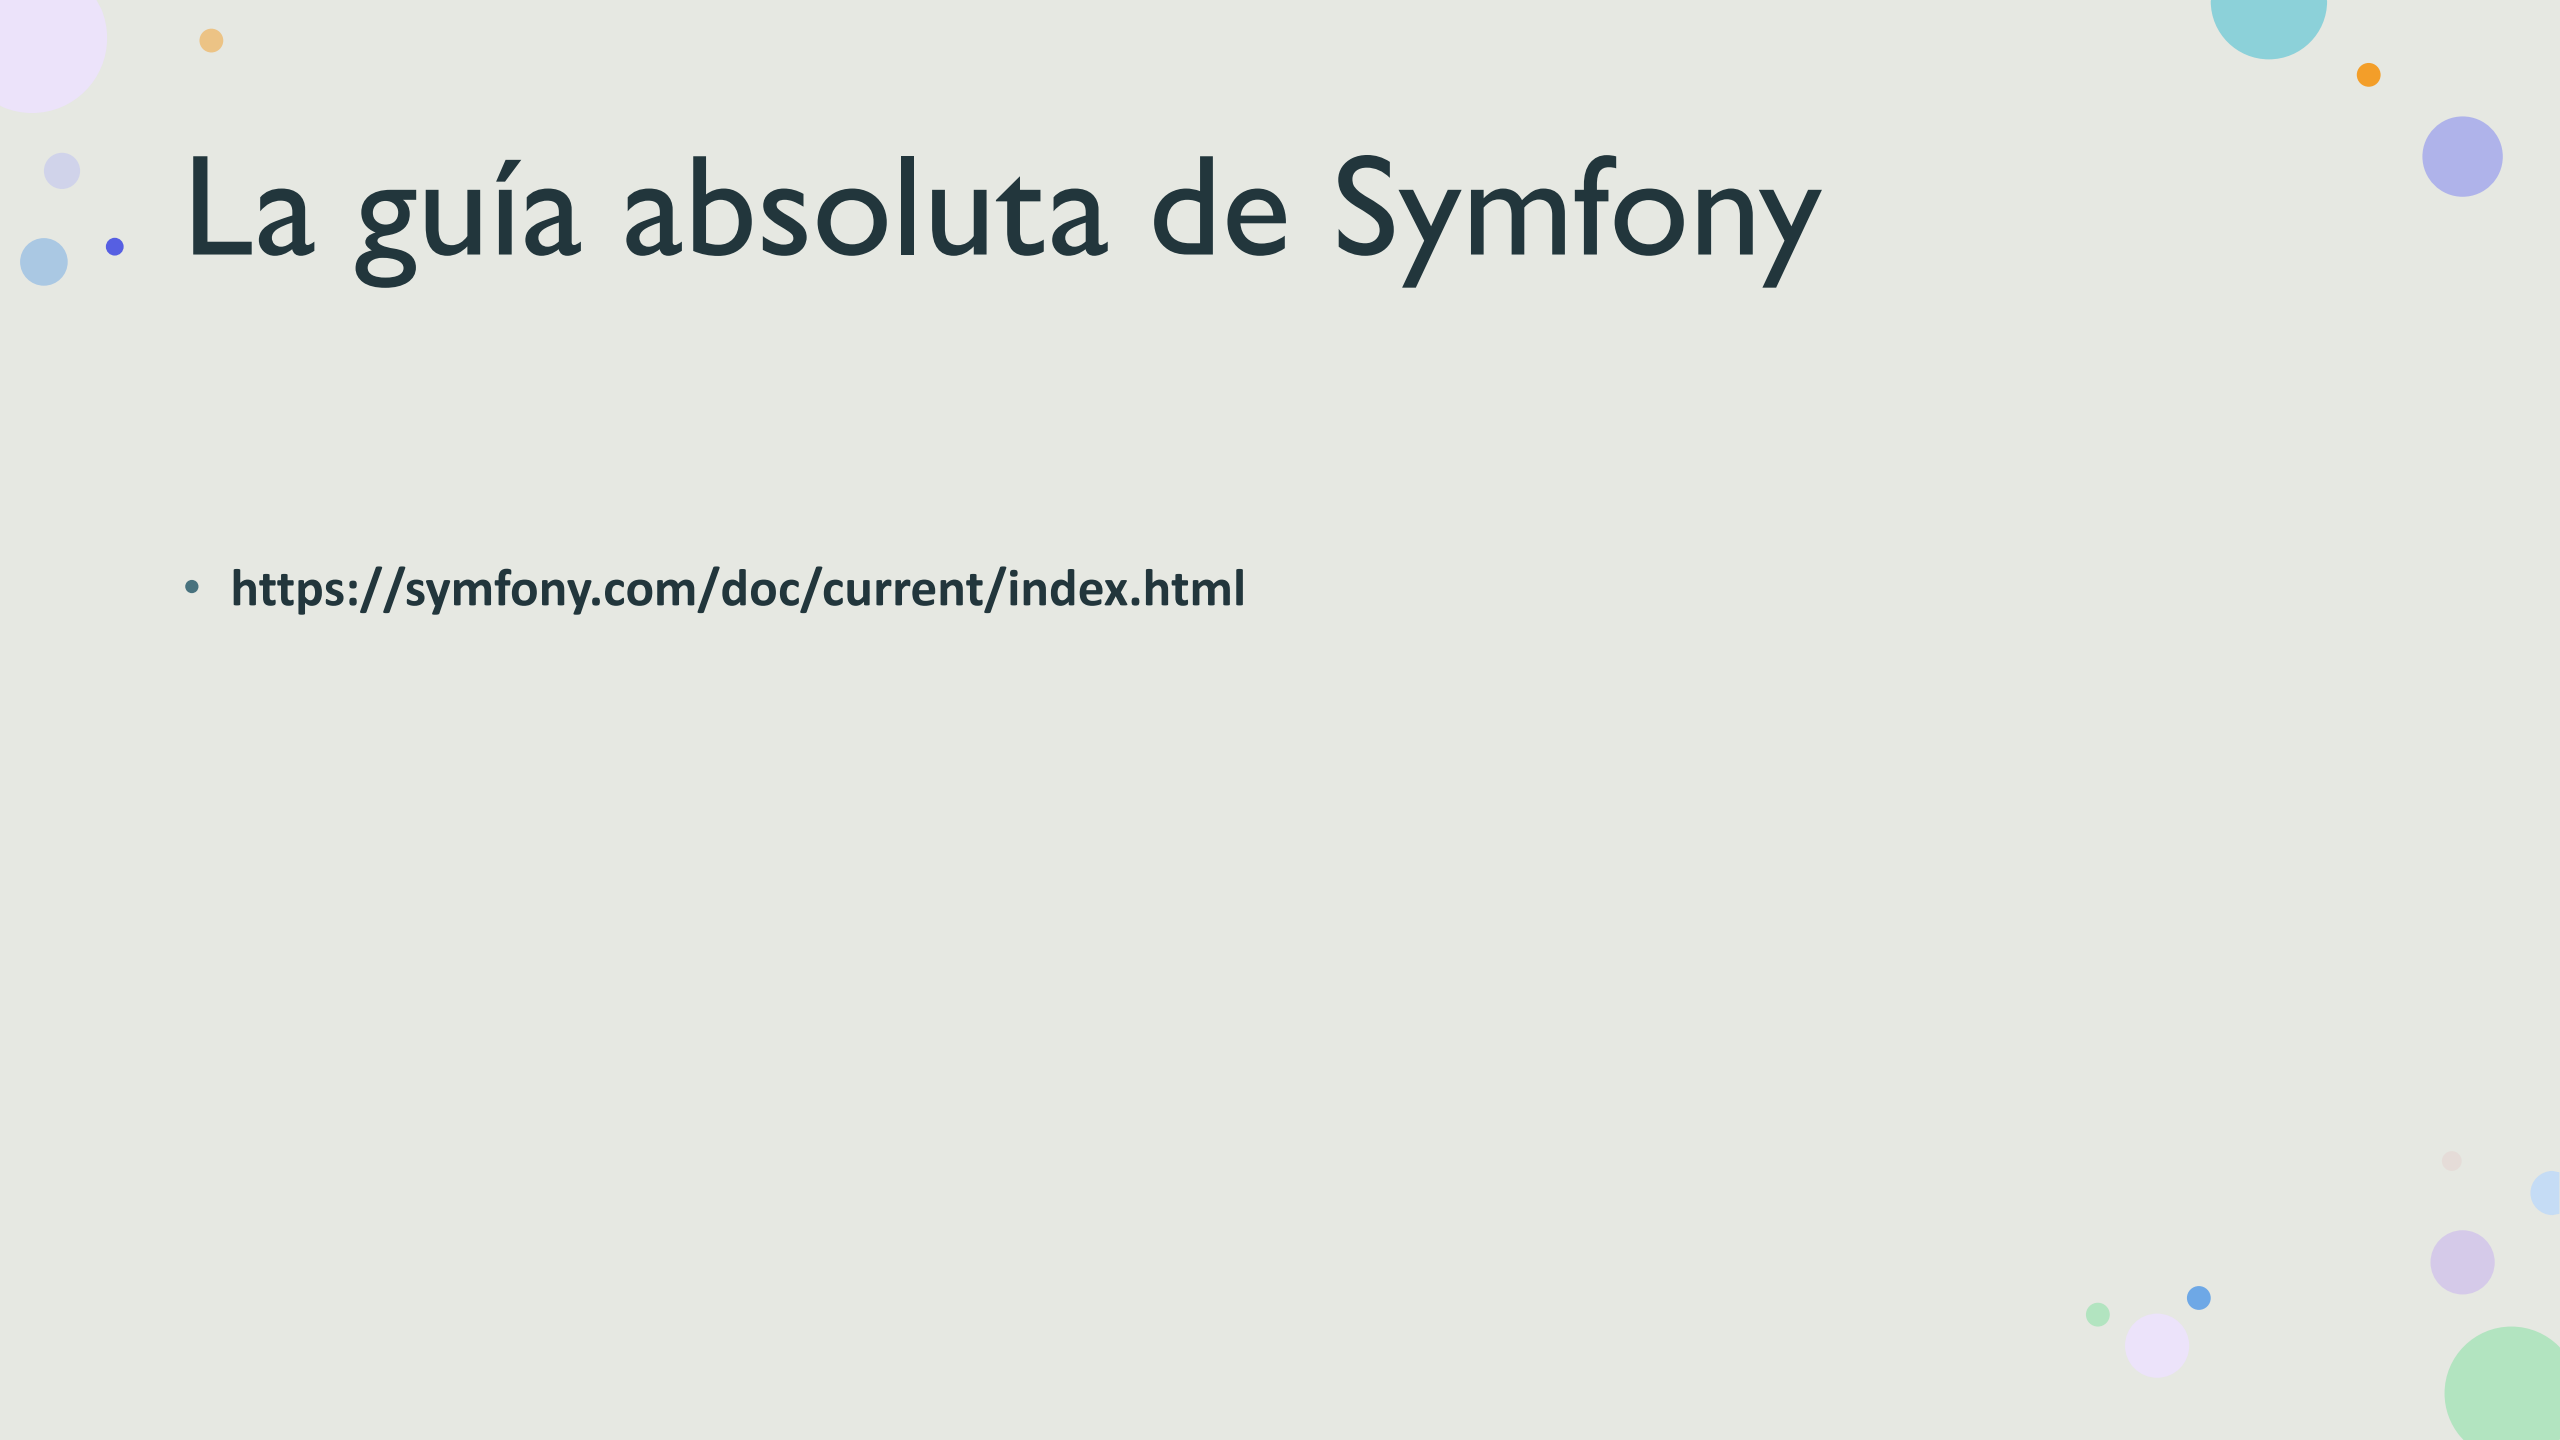 La guía absoluta de Symfony
• https://symfony.com/doc/current/index.html